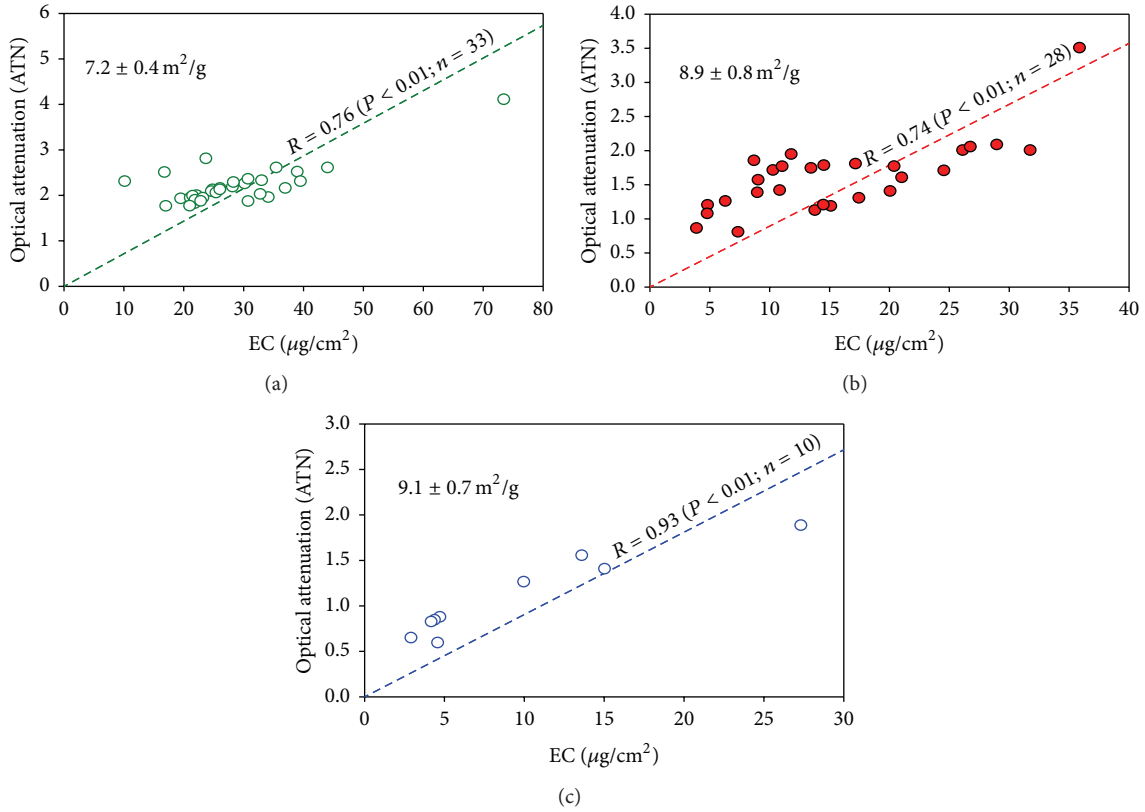 6
5
4
3
2
1
0
0 10 20 30 40 50 60 70 80
Optical attenuation (ATN)
EC (μg/cm²)
7.2 ± 0.4 m²/g
R = 0.76 (P < 0.01; n = 33)
(a)
4.0
3.5
3.0
2.5
2.0
1.5
1.0
0.5
0.0
0 5 10 15 20 25 30 35 40
Optical attenuation (ATN)
EC (μg/cm²)
8.9 ± 0.8 m²/g
R = 0.74 (P < 0.01; n = 28)
(b)
3.0
2.5
2.0
1.5
1.0
0.5
0.0
0 5 10 15 20 25 30
Optical attenuation (ATN)
EC (μg/cm²)
9.1 ± 0.7 m²/g
R = 0.93 (P < 0.01; n = 10)
(c)